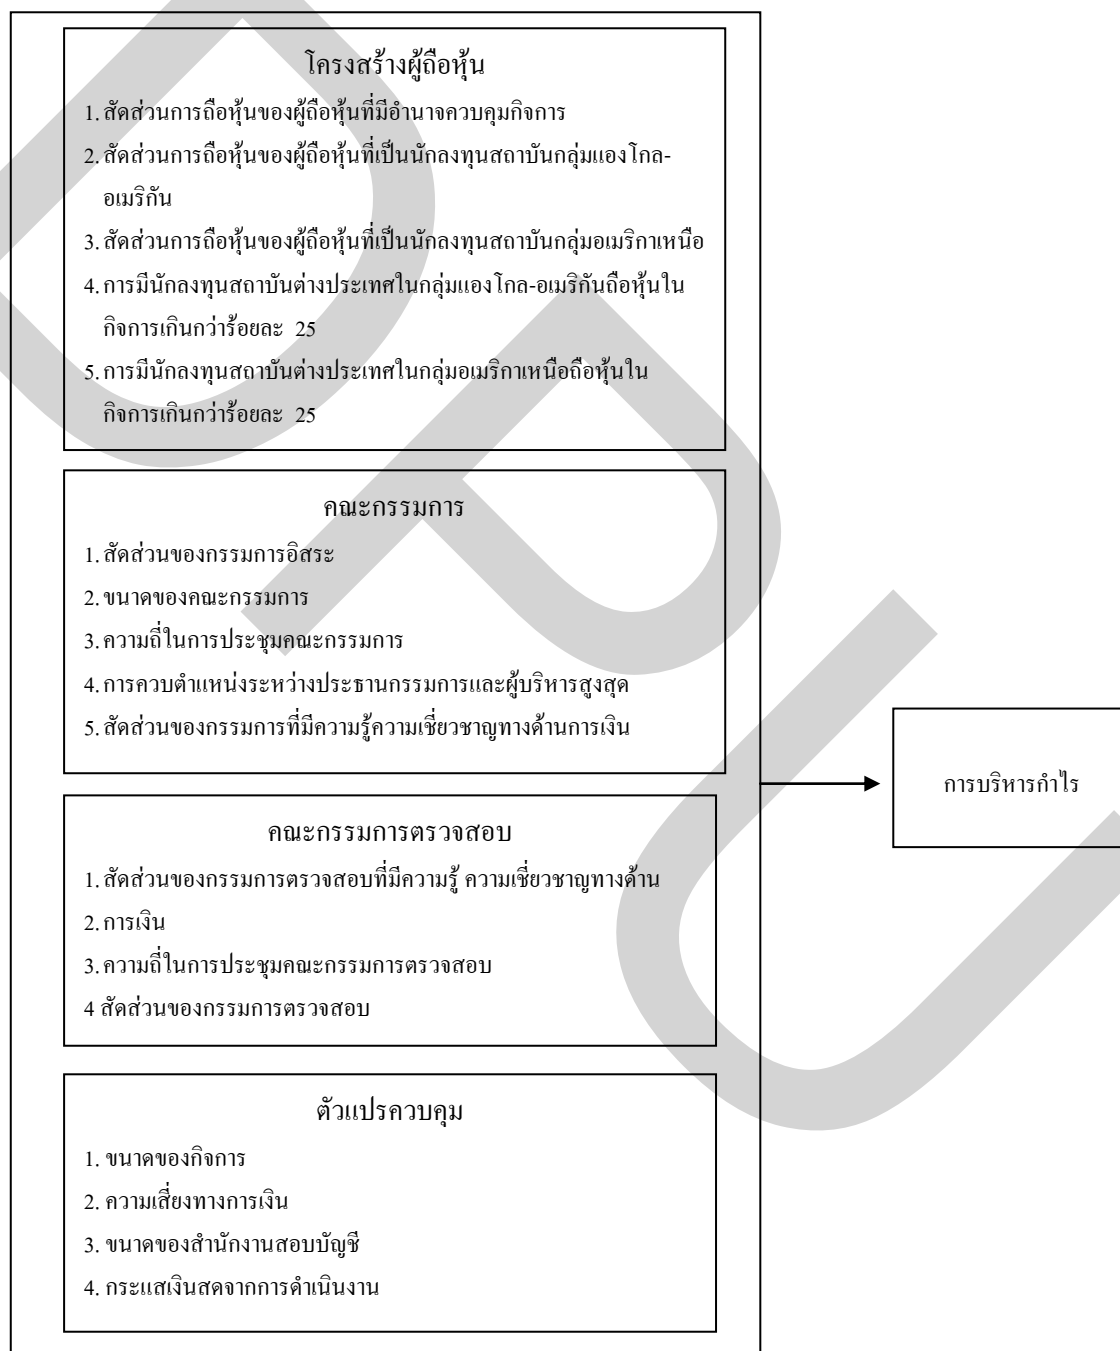 โครงสร้างผู้ถือหุ้น
1. สัดส่วนการถือหุ้นของผู้ถือหุ้นที่มีอำนาจควบคุมกิจการ
2. สัดส่วนการถือหุ้นของผู้ถือหุ้นที่เป็นนักลงทุนสถาบันกลุ่มแองโกล-
อเมริกัน
3. สัดส่วนการถือหุ้นของผู้ถือหุ้นที่เป็นนักลงทุนสถาบันกลุ่มอเมริกาเหนือ
4. การมีนักลงทุนสถาบันต่างประเทศในกลุ่มแองโกล-อเมริกันถือหุ้นใน
กิจการเกินกว่าร้อยละ 25
5. การมีนักลงทุนสถาบันต่างประเทศในกลุ่มอเมริกาเหนือถือหุ้นใน
กิจการเกินกว่าร้อยละ 25
คณะกรรมการ
1. สัดส่วนของกรรมการอิสระ
2. ขนาดของคณะกรรมการ
3. ความถี่ในการประชุมคณะกรรมการ
4. การควบตำแหน่งระหว่างประธานกรรมการและผู้บริหารสูงสุด
5. สัดส่วนของกรรมการที่มีความรู้ความเชี่ยวชาญทางด้านการเงิน
การบริหารกำไร
คณะกรรมการตรวจสอบ
1. สัดส่วนของกรรมการตรวจสอบที่มีความรู้ ความเชี่ยวชาญทางด้าน
2. การเงิน
3. ความถี่ในการประชุมคณะกรรมการตรวจสอบ
4 สัดส่วนของกรรมการตรวจสอบ
ตัวแปรควบคุม
1. ขนาดของกิจการ
2. ความเสี่ยงทางการเงิน
3. ขนาดของสำนักงานสอบบัญชี
4. กระแสเงินสดจากการดำเนินงาน
DPU